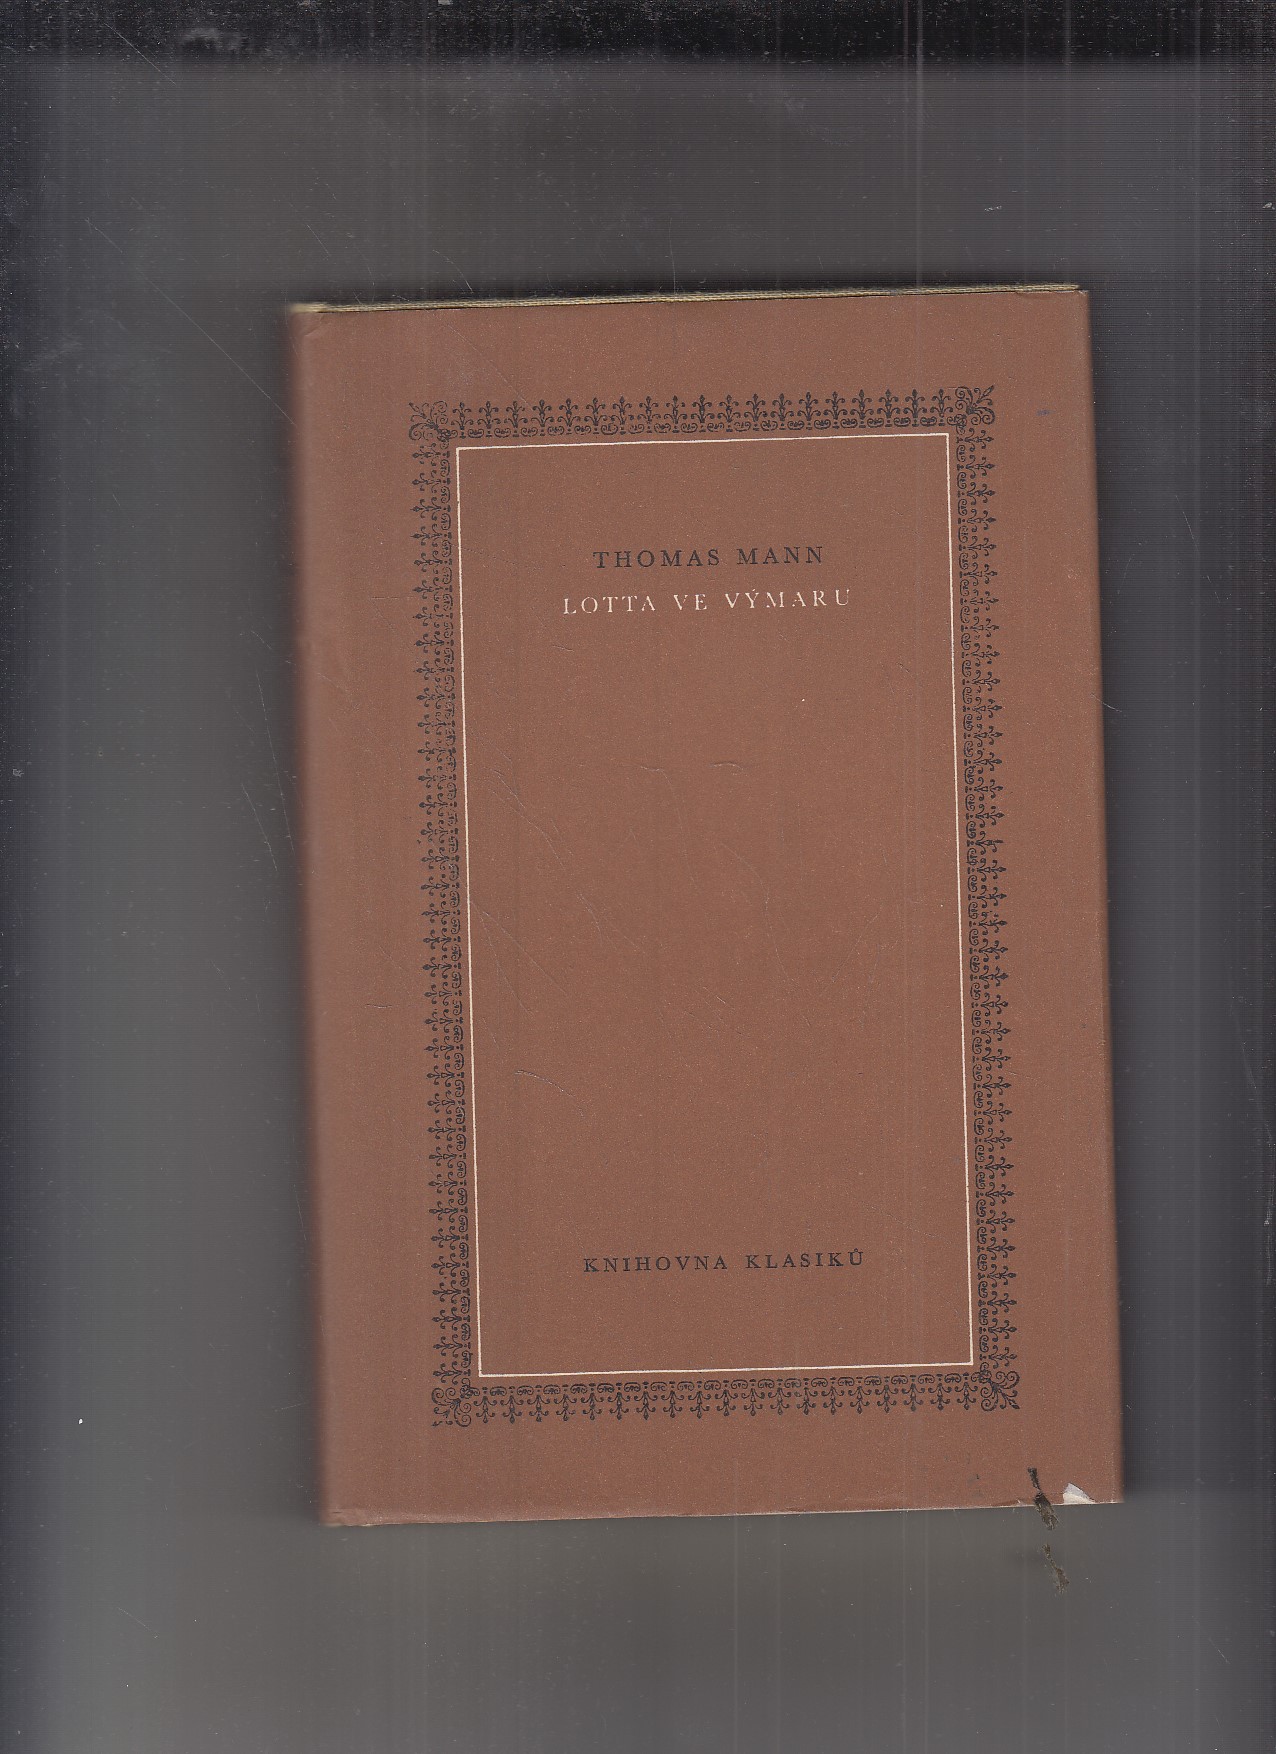 THOMAS MANN
LOTTA VE VÝMARU
KNIHOVNA KLASIKŮ